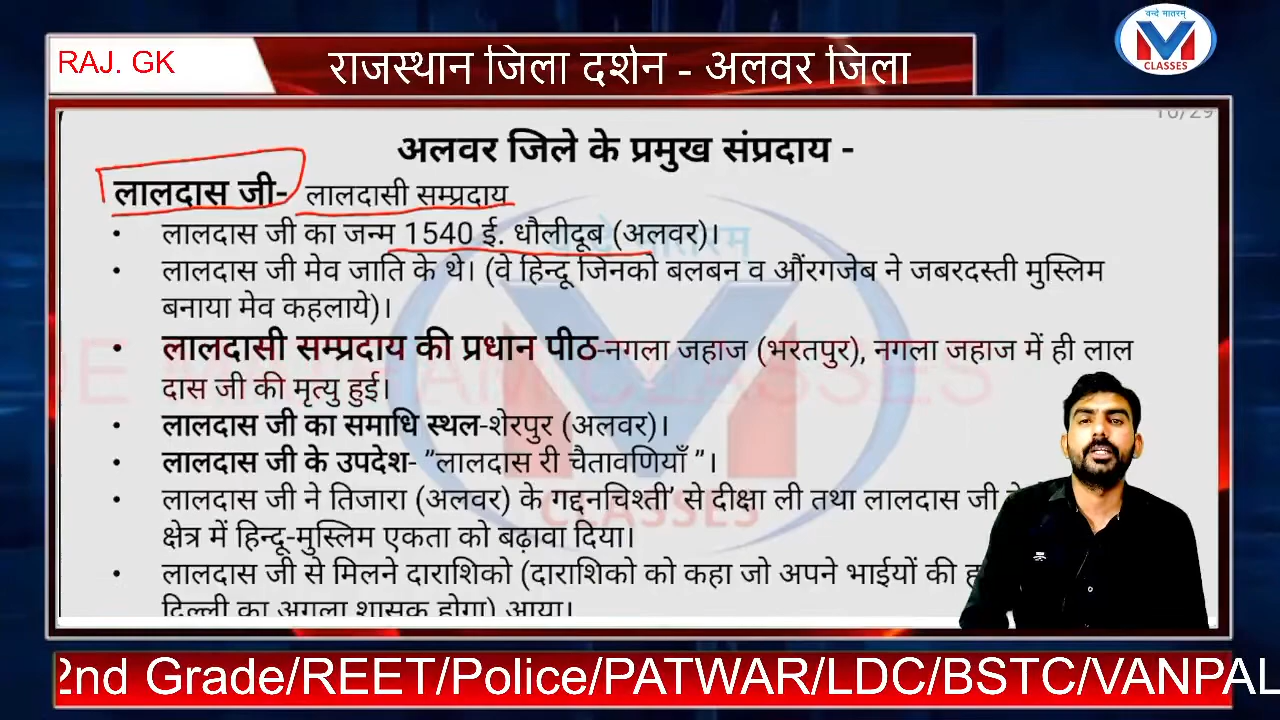 वन्दे मातरम्
CLASSES
RAJ. GK
राजस्थान जिला दर्शन - अलवर जिला
16/29
अलवर जिले के प्रमुख संप्रदाय -
लालदास जी- लालदासी सम्प्रदाय
• लालदास जी का जन्म 1540 ई. धौलीदूब (अलवर)।
• लालदास जी मेव जाति के थे। (वे हिन्दू जिनको बलबन व औंरगजेब ने जबरदस्ती मुस्लिम
बनाया मेव कहलाये)।
• लालदासी सम्प्रदाय की प्रधान पीठ-नगला जहाज (भरतपुर), नगला जहाज में ही लाल
दास जी की मृत्यु हुई।
• लालदास जी का समाधि स्थल-शेरपुर (अलवर)।
• लालदास जी के उपदेश- "लालदास री चैतावणियाँ "।
• लालदास जी ने तिजारा (अलवर) के गद्दनचिश्ती' से दीक्षा ली तथा लालदास जी
क्षेत्र में हिन्दू-मुस्लिम एकता को बढ़ावा दिया।
• लालदास जी से मिलने दाराशिको (दाराशिको को कहा जो अपने भाईयों की
दिल्ली का अगला शासक होगा) आया।
2nd Grade/REET/Police/PATWAR/LDC/BSTC/VANPAL